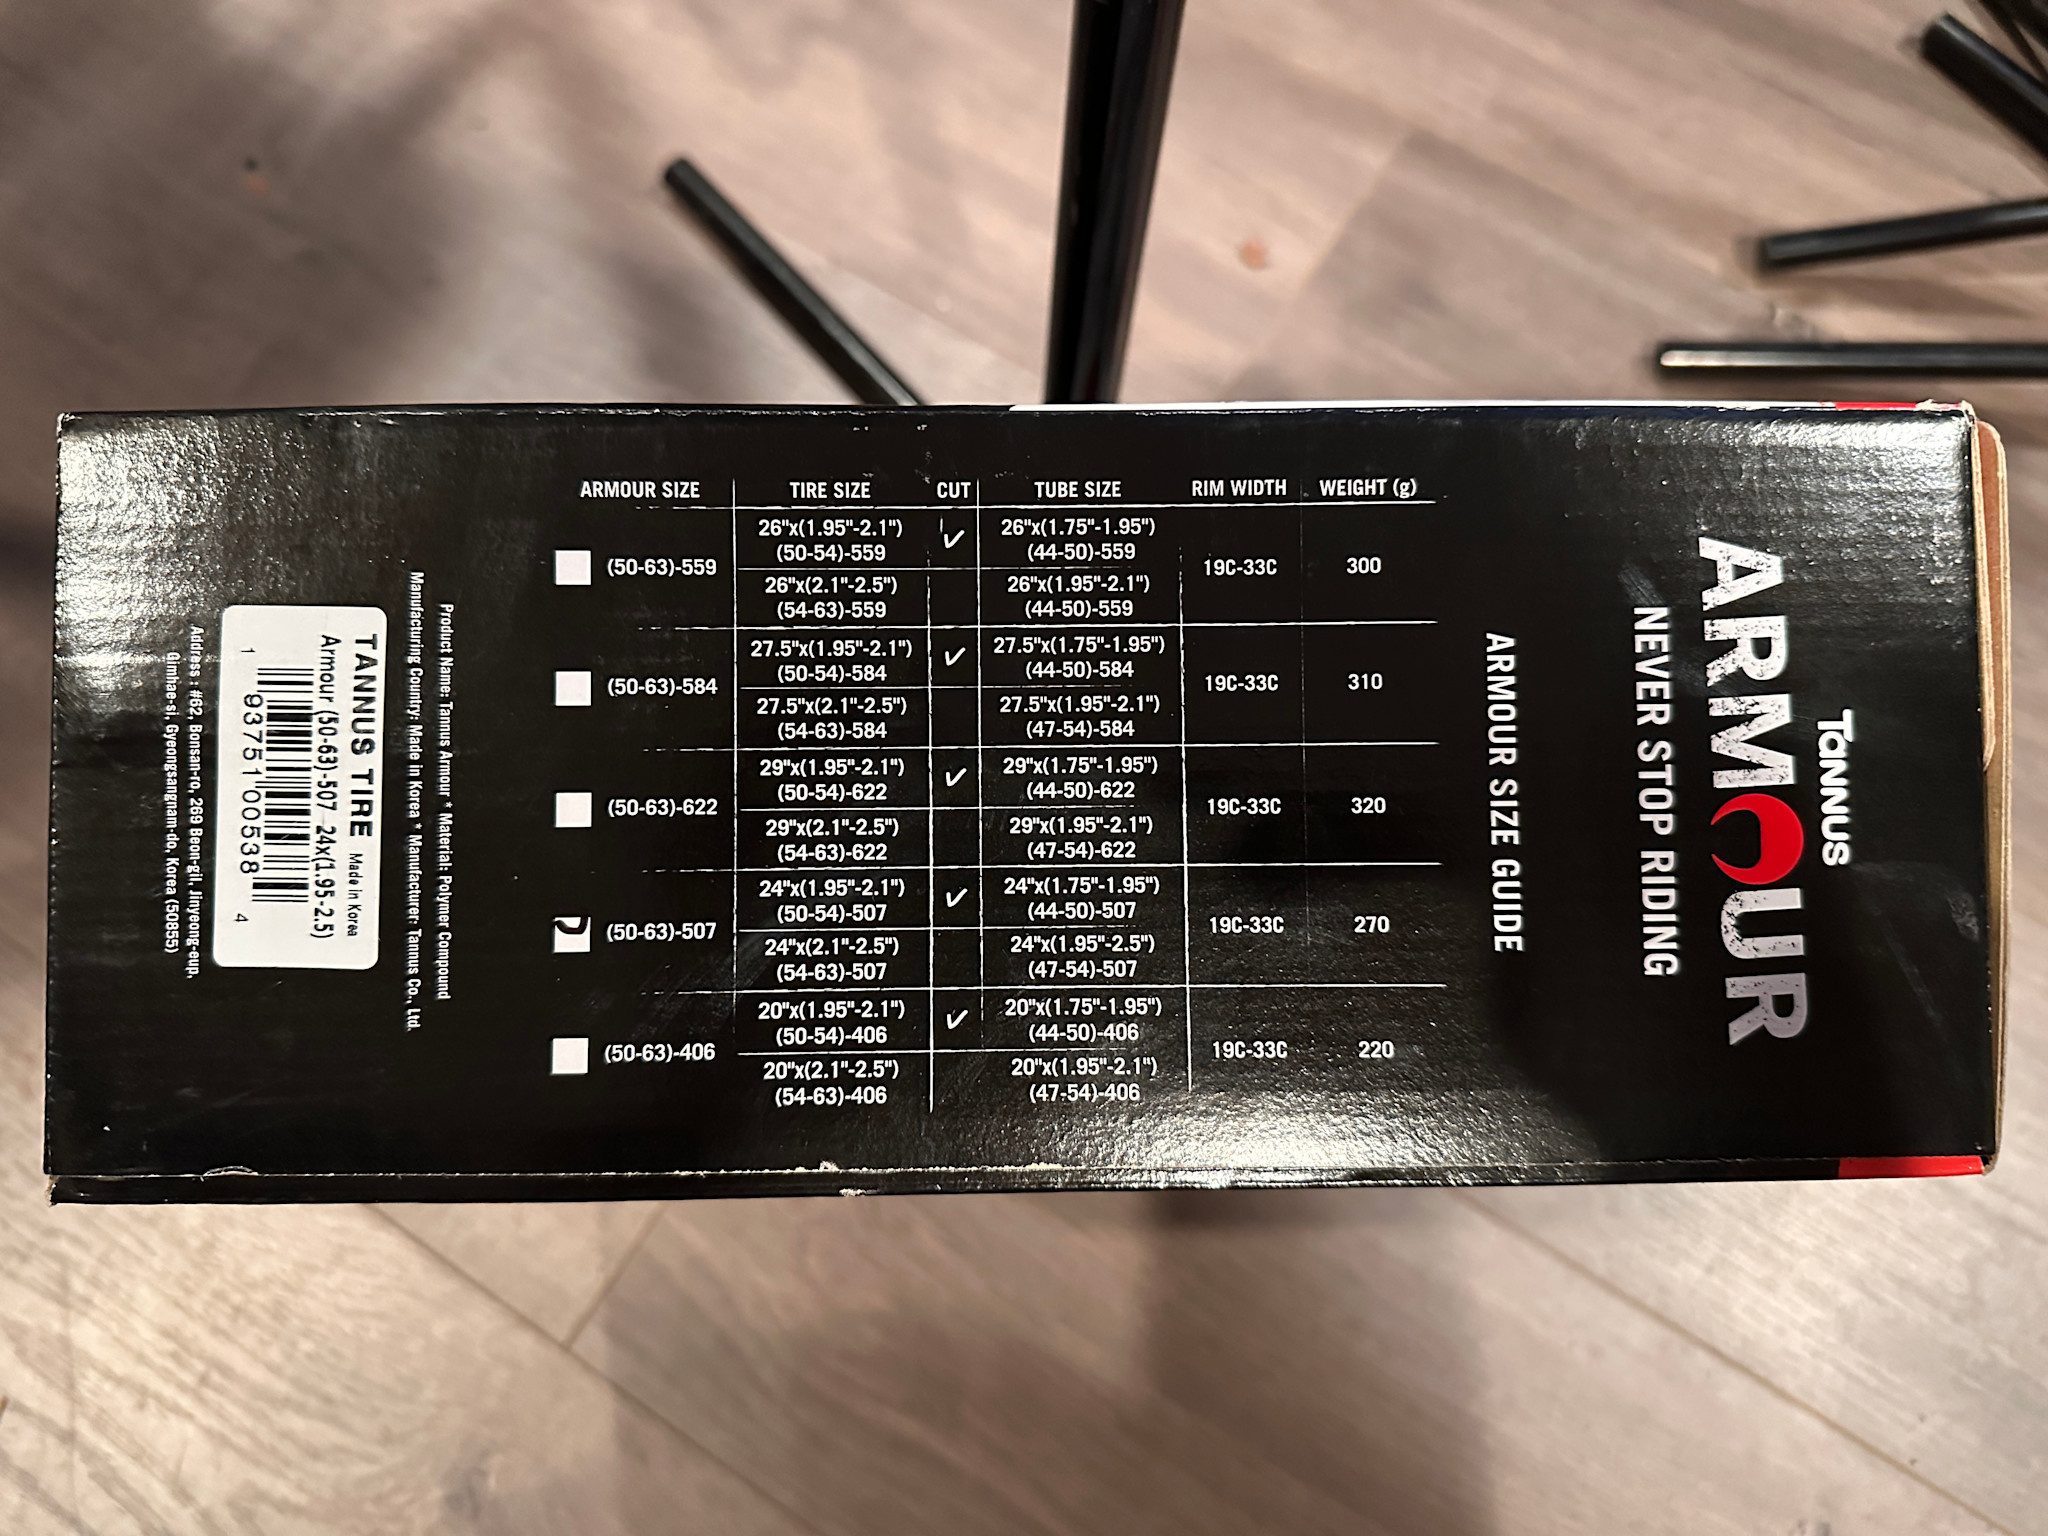 TANNUS
ARMOUR
NEVER STOP RIDING
ARMOUR SIZE GUIDE
ARMOUR SIZE TIRE SIZE CUT TUBE SIZE RIM WIDTH WEIGHT (g)
26"x(1.95"-2.1") ✓ 26"x(1.75"-1.95")
(50-54)-559 (44-50)-559
(50-63)-559 19C-33C 300
26"x(2.1"-2.5") 26"x(1.95"-2.1")
(54-63)-559 (44-50)-559
27.5"x(1.95"-2.1") ✓ 27.5"x(1.75"-1.95")
(50-54)-584 (44-50)-584
(50-63)-584 19C-33C 310
27.5"x(2.1"-2.5") 27.5"x(1.95"-2.1")
(54-63)-584 (47-54)-584
29"x(1.95"-2.1") ✓ 29"x(1.75"-1.95")
(50-54)-622 (44-50)-622
(50-63)-622 19C-33C 320
29"x(2.1"-2.5") 29"x(1.95"-2.1")
(54-63)-622 (47-54)-622
24"x(1.95"-2.1") ✓ 24"x(1.75"-1.95")
(50-54)-507 (44-50)-507
(50-63)-507 19C-33C 270
24"x(2.1"-2.5") 24"x(1.95"-2.5")
(54-63)-507 (47-54)-507
20"x(1.95"-2.1") ✓ 20"x(1.75"-1.95")
(50-54)-406 (44-50)-406
(50-63)-406 19C-33C 220
20"x(2.1"-2.5") 20"x(1.95"-2.1")
(54-63)-406 (47-54)-406
Product Name: Tannus Armour * Material: Polymer Compound
Manufacturing Country: Made in Korea * Manufacturer: Tannus Co., Ltd.
TANNUS TIRE Made in Korea
Armour (50-63)-507 24x(1.95-2.5)
1 93751 00538 4
Address : #62, Bonsan-ro, 269 Beon-gil, Jinyeong-eup,
Gimhae-si, Gyeongsangnam-do, Korea (50855)